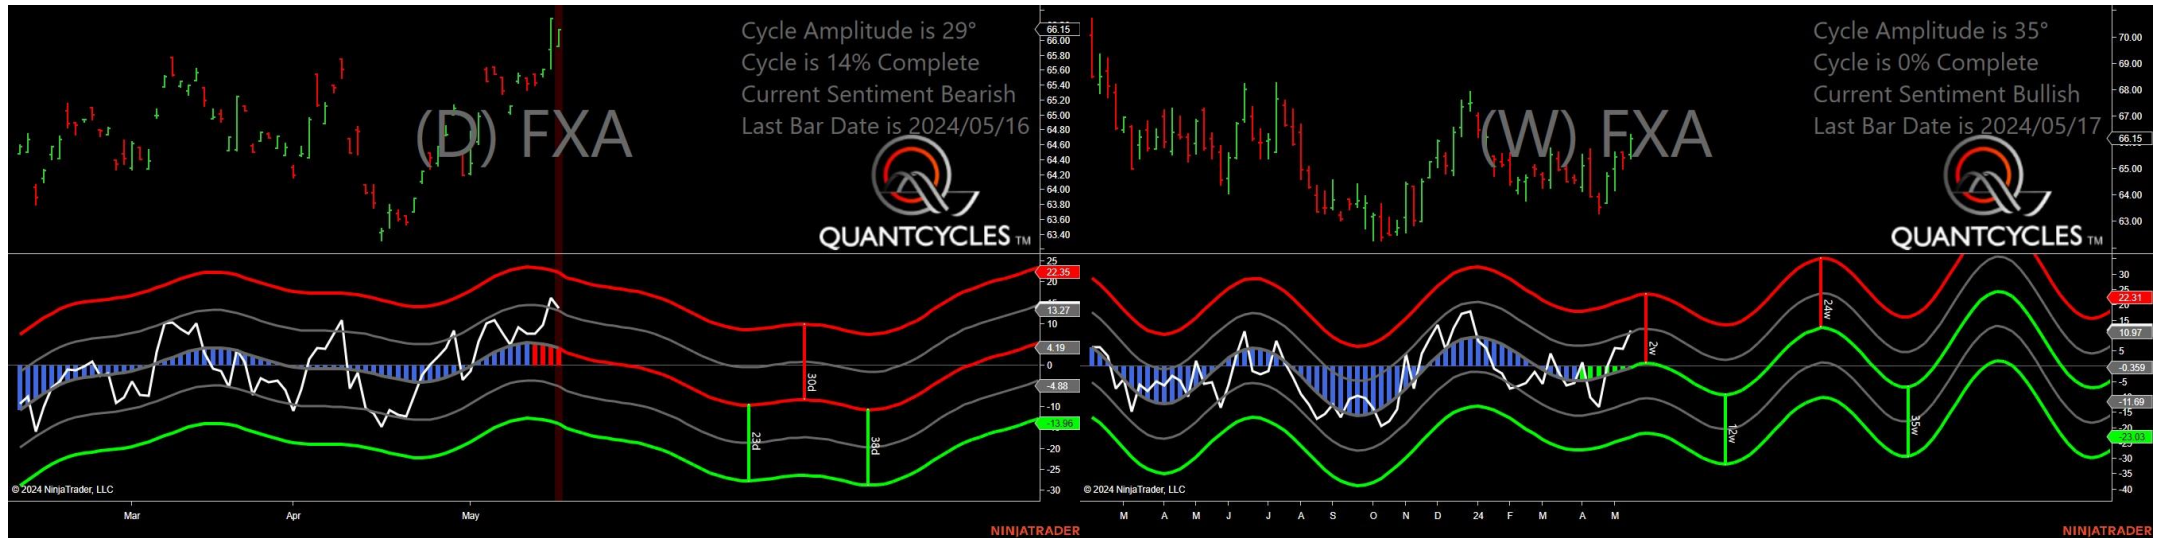 Cycle Amplitude is 29°
Cycle is 14% Complete
Current Sentiment Bearish
Last Bar Date is 2024/05/16
(D) FXA
QUANTCYCLES TM
66.15
66.00
65.80
65.60
65.40
65.20
65.00
64.80
64.60
64.40
64.20
64.00
63.80
63.60
63.40
25
22.35
20
13.27
10
4.19
0
-4.88
-10
-13.96
-20
-25
-30
23d
30d
38d
© 2024 NinjaTrader, LLC
Mar Apr May
NINJATRADER
Cycle Amplitude is 35°
Cycle is 0% Complete
Current Sentiment Bullish
Last Bar Date is 2024/05/17
(W) FXA
QUANTCYCLES TM
70.00
69.00
68.00
67.00
66.15
65.00
64.00
63.00
30
22.31
15
10.97
5
-0.359
-5
-11.69
-15
-20
-23.03
-30
-35
-40
2w
12w
24w
35w
© 2024 NinjaTrader, LLC
M A M J J A S O N D 24 F M A M
NINJATRADER